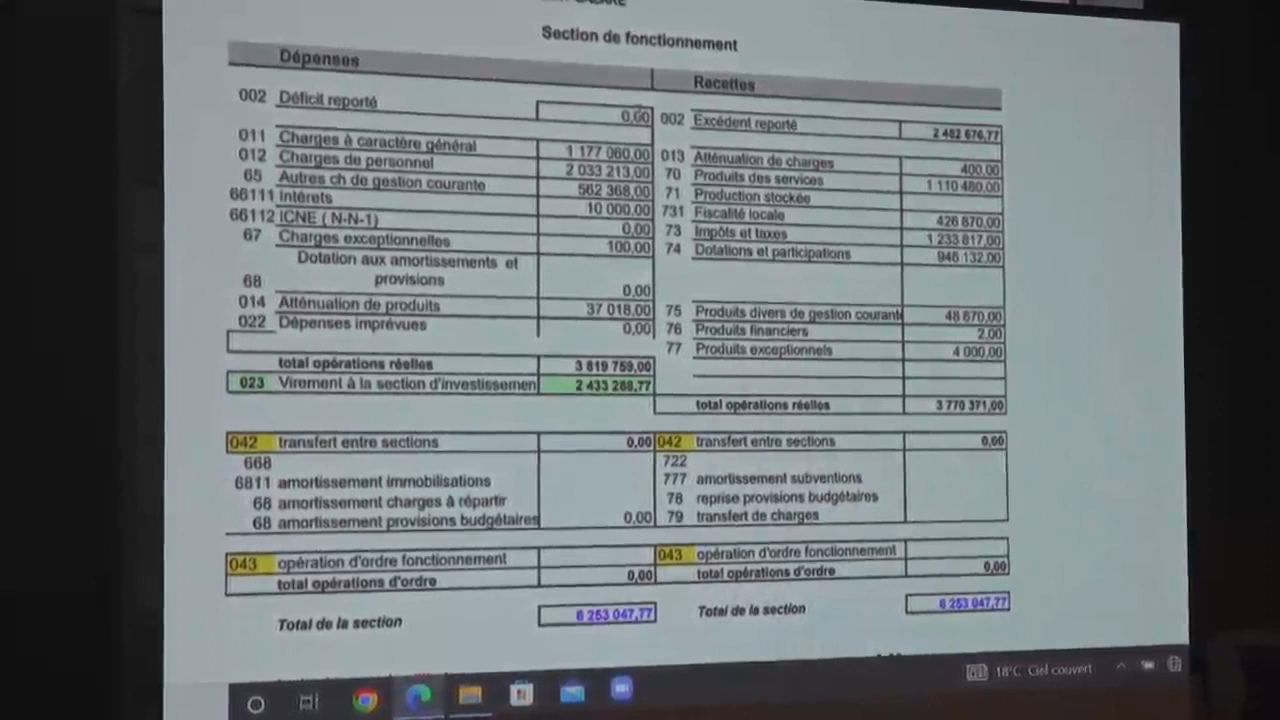 Section de fonctionnement
Dépenses
Recettes
002 Déficit reporté 0,00
002 Excédent reporté 2 482 676,77
011 Charges à caractère général 1 177 060,00
012 Charges de personnel 2 033 213,00
65 Autres ch de gestion courante 562 368,00
66111 Intérets 10 000,00
66112 ICNE ( N-N-1) 0,00
67 Charges exceptionnelles 100,00
Dotation aux amortissements et
68 provisions 0,00
014 Atténuation de produits 37 018,00
022 Dépenses imprévues 0,00
013 Atténuation de charges 400,00
70 Produits des services 1 110 480,00
71 Production stockée
731 Fiscalité locale 426 870,00
73 Impôts et taxes 1 233 817,00
74 Dotations et participations 946 132,00
75 Produits divers de gestion courant 48 670,00
76 Produits financiers 2,00
77 Produits exceptionnels 4 000,00
total opérations réelles 3 819 759,00
023 Virement à la section d'investissemen 2 433 288,77
total opérations réelles 3 770 371,00
042 transfert entre sections 0,00
668
6811 amortissement immobilisations
68 amortissement charges à répartir
68 amortissement provisions budgétaires 0,00
042 transfert entre sections 0,00
722
777 amortissement subventions
78 reprise provisions budgétaires
79 transfert de charges
043 opération d'ordre fonctionnement
total opérations d'ordre 0,00
043 opération d'ordre fonctionnement
total opérations d'ordre 0,00
Total de la section 6 253 047,77
Total de la section 6 253 047,77
18°C Ciel couvert